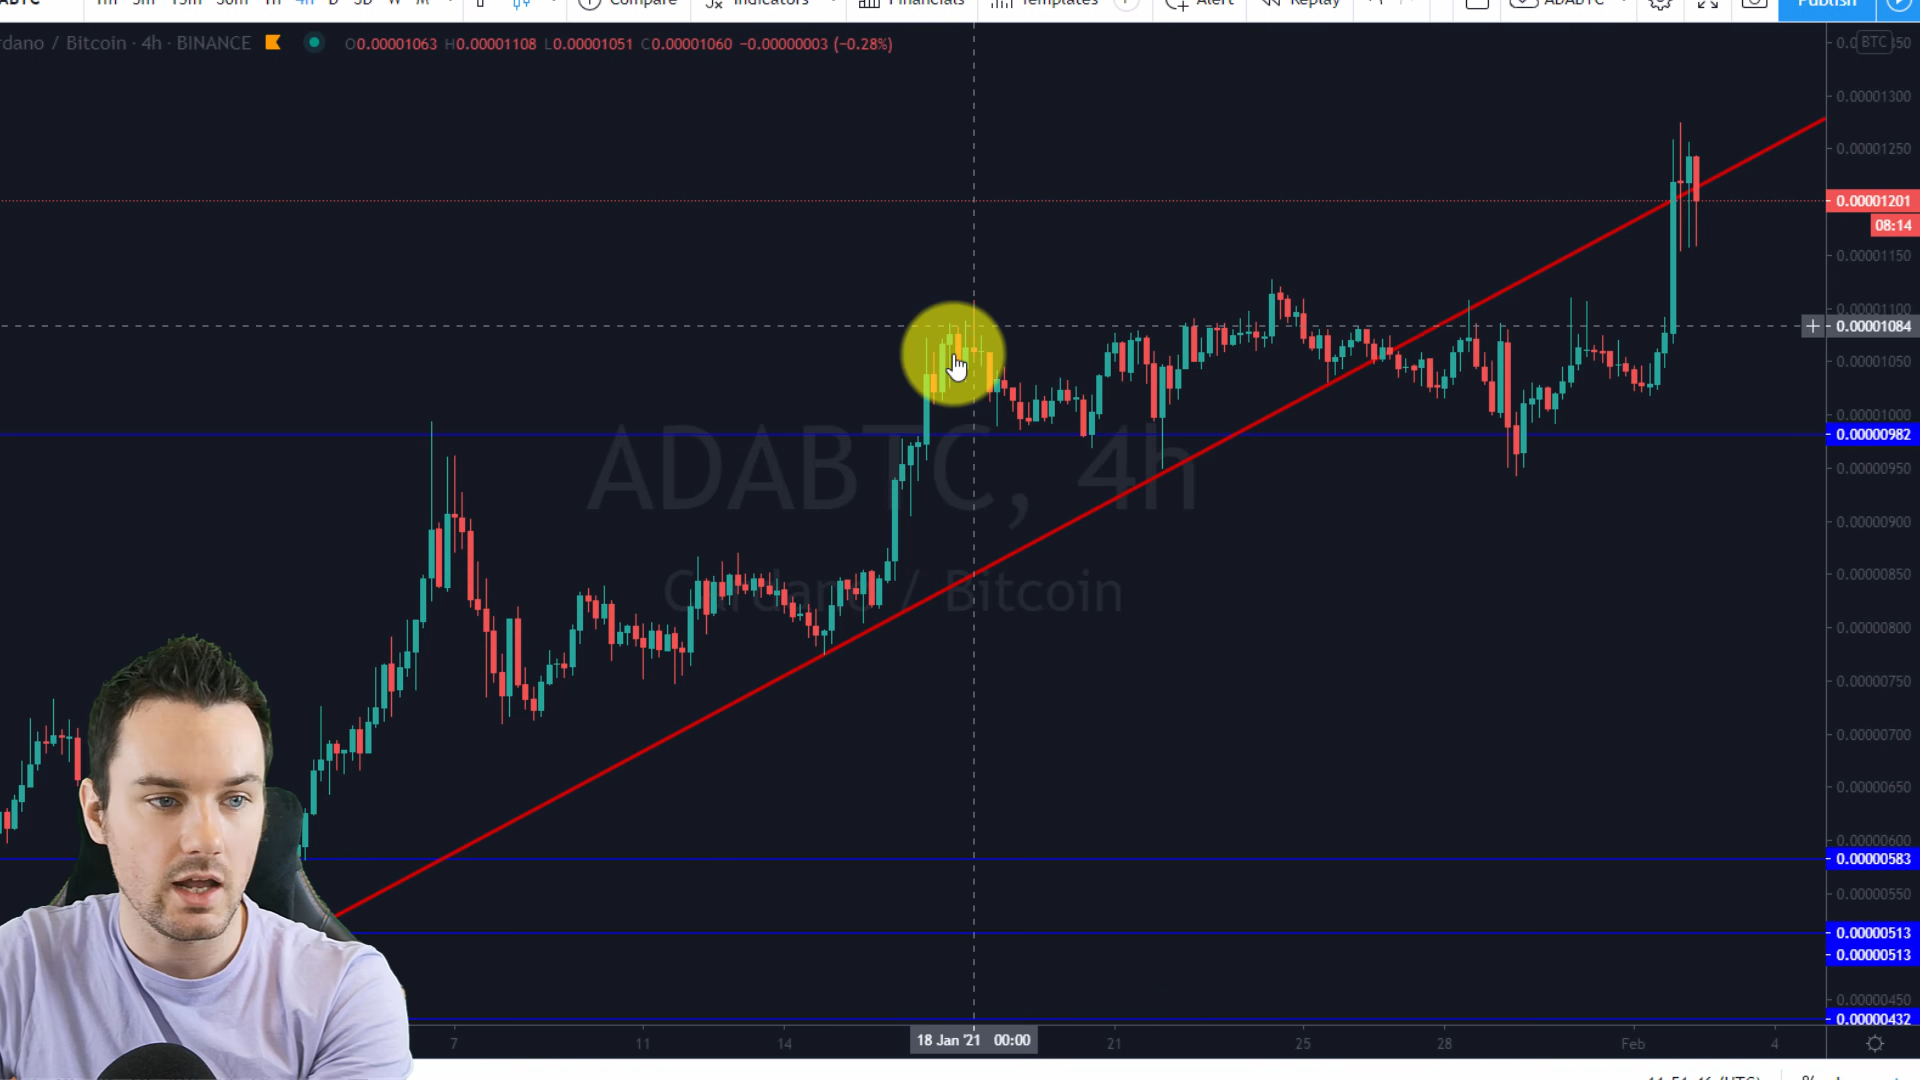 Compare
Indicators
Financials
Templates
Alert
Replay
ADABTC
Publish
dano / Bitcoin · 4h · BINANCE
O0.00001063 H0.00001108 L0.00001051 C0.00001060 −0.00000003 (−0.28%)
BTC
0.00001300
0.00001250
0.00001201
08:14
0.00001150
0.00001100
0.00001084
0.00001050
0.00001000
0.00000982
0.00000950
0.00000900
0.00000850
0.00000800
0.00000750
0.00000700
0.00000650
0.00000600
0.00000583
0.00000550
0.00000513
0.00000513
0.00000450
0.00000432
ADABTC, 4h
Cardano / Bitcoin
7
11
14
18 Jan '21 00:00
21
25
28
Feb
4